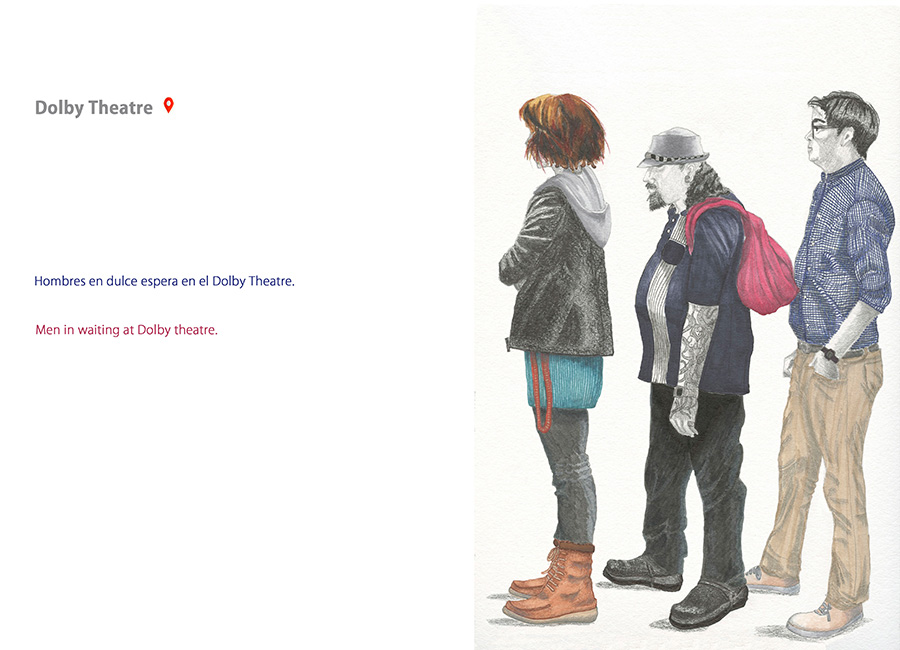 Dolby Theatre
Hombres en dulce espera en el Dolby Theatre.
Men in waiting at Dolby theatre.